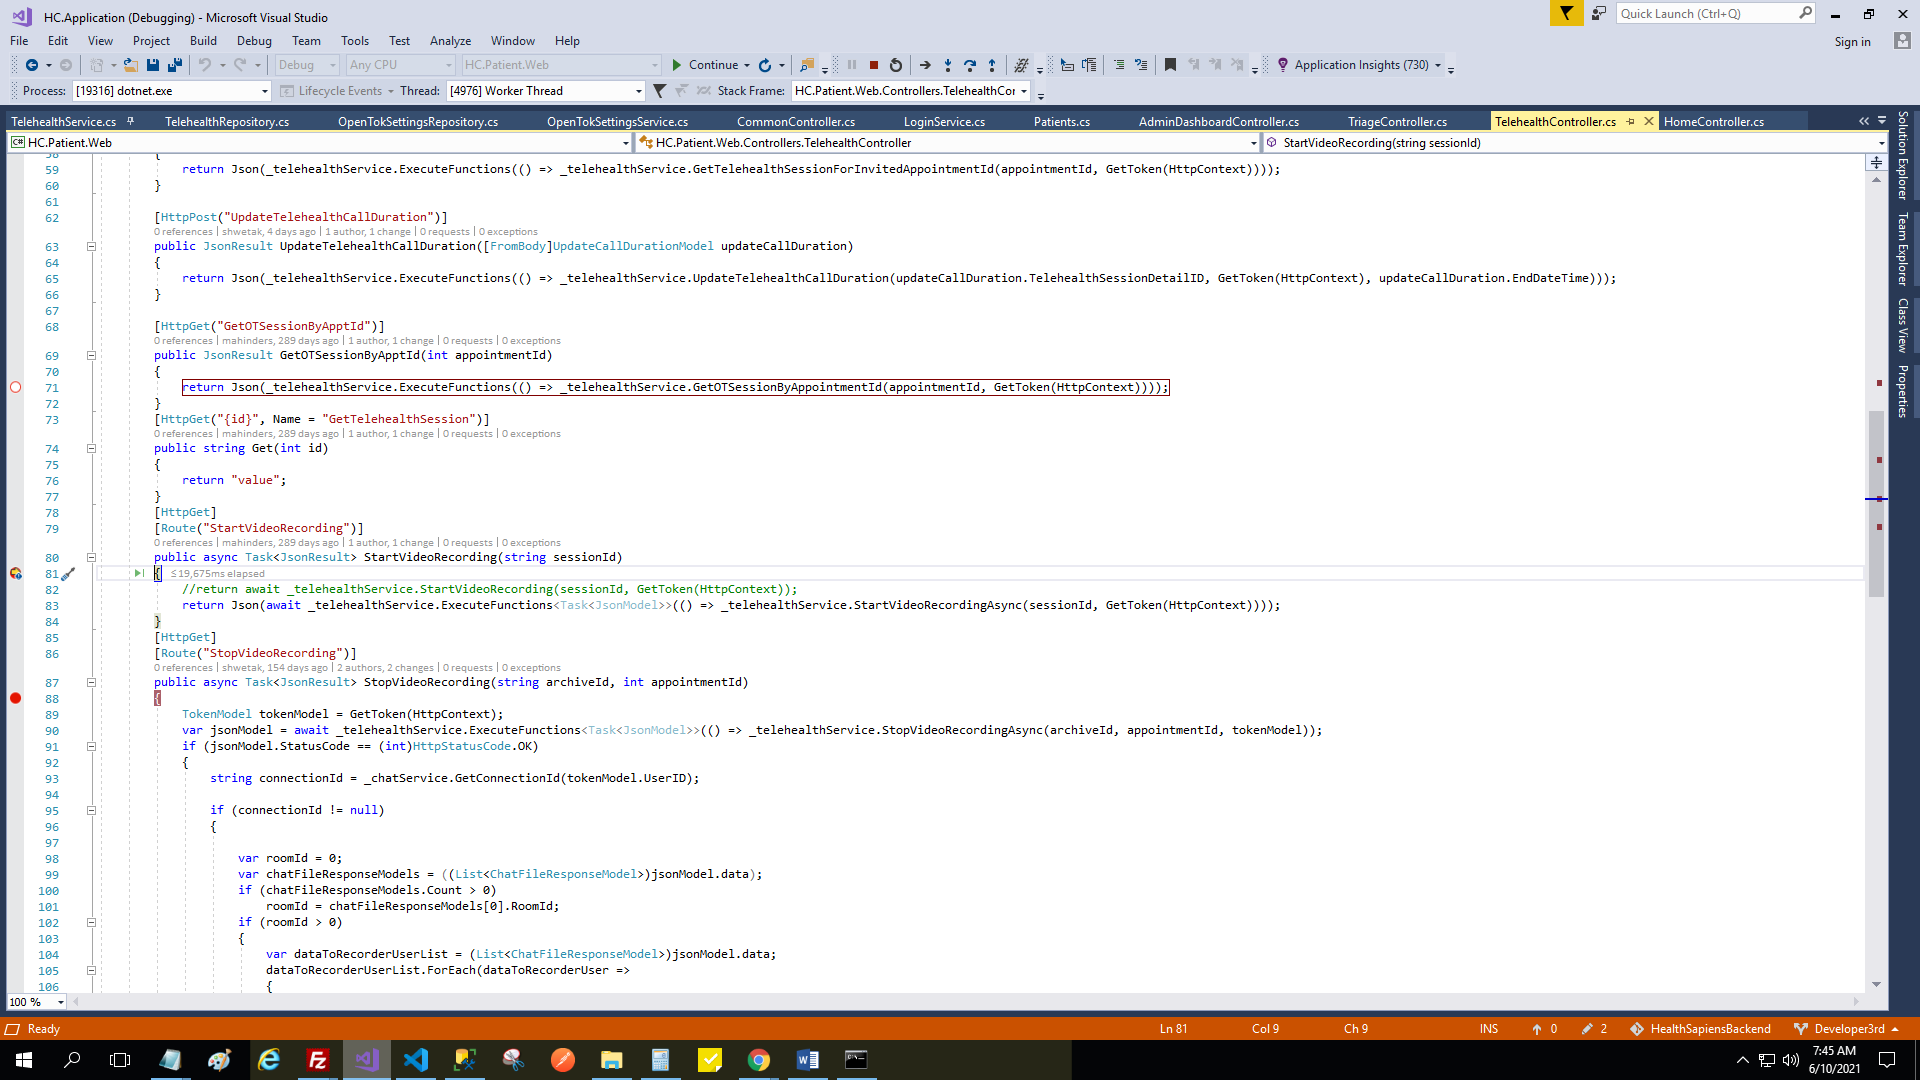 HC.Application (Debugging) - Microsoft Visual Studio
Quick Launch (Ctrl+Q)
File Edit View Project Build Debug Team Tools Test Analyze Window Help
Sign in
Debug Any CPU HC.Patient.Web Continue Application Insights (730)
Process: [19316] dotnet.exe Lifecycle Events Thread: [4976] Worker Thread Stack Frame: HC.Patient.Web.Controllers.TelehealthCor
TelehealthService.cs TelehealthRepository.cs OpenTokSettingsRepository.cs OpenTokSettingsService.cs CommonController.cs LoginService.cs Patients.cs AdminDashboardController.cs TriageController.cs TelehealthController.cs HomeController.cs
C# HC.Patient.Web HC.Patient.Web.Controllers.TelehealthController StartVideoRecording(string sessionId)
58 {
59 return Json(_telehealthService.ExecuteFunctions(() => _telehealthService.GetTelehealthSessionForInvitedAppointmentId(appointmentId, GetToken(HttpContext))));
60 }
61
62 [HttpPost("UpdateTelehealthCallDuration")]
0 references | shwetak, 4 days ago | 1 author, 1 change | 0 requests | 0 exceptions
63 public JsonResult UpdateTelehealthCallDuration([FromBody]UpdateCallDurationModel updateCallDuration)
64 {
65 return Json(_telehealthService.ExecuteFunctions(() => _telehealthService.UpdateTelehealthCallDuration(updateCallDuration.TelehealthSessionDetailID, GetToken(HttpContext), updateCallDuration.EndDateTime)));
66 }
67
68 [HttpGet("GetOTSessionByApptId")]
0 references | mahinders, 289 days ago | 1 author, 1 change | 0 requests | 0 exceptions
69 public JsonResult GetOTSessionByApptId(int appointmentId)
70 {
71 return Json(_telehealthService.ExecuteFunctions(() => _telehealthService.GetOTSessionByAppointmentId(appointmentId, GetToken(HttpContext))));
72 }
73 [HttpGet("{id}", Name = "GetTelehealthSession")]
0 references | mahinders, 289 days ago | 1 author, 1 change | 0 requests | 0 exceptions
74 public string Get(int id)
75 {
76 return "value";
77 }
78 [HttpGet]
79 [Route("StartVideoRecording")]
0 references | mahinders, 289 days ago | 1 author, 1 change | 0 requests | 0 exceptions
80 public async Task<JsonResult> StartVideoRecording(string sessionId)
81 { ≤19,675ms elapsed
82 //return await _telehealthService.StartVideoRecording(sessionId, GetToken(HttpContext));
83 return Json(await _telehealthService.ExecuteFunctions<Task<JsonModel>>(() => _telehealthService.StartVideoRecordingAsync(sessionId, GetToken(HttpContext))));
84 }
85 [HttpGet]
86 [Route("StopVideoRecording")]
0 references | shwetak, 154 days ago | 2 authors, 2 changes | 0 requests | 0 exceptions
87 public async Task<JsonResult> StopVideoRecording(string archiveId, int appointmentId)
88 {
89 TokenModel tokenModel = GetToken(HttpContext);
90 var jsonModel = await _telehealthService.ExecuteFunctions<Task<JsonModel>>(() => _telehealthService.StopVideoRecordingAsync(archiveId, appointmentId, tokenModel));
91 if (jsonModel.StatusCode == (int)HttpStatusCode.OK)
92 {
93 string connectionId = _chatService.GetConnectionId(tokenModel.UserID);
94
95 if (connectionId != null)
96 {
97
98 var roomId = 0;
99 var chatFileResponseModels = ((List<ChatFileResponseModel>)jsonModel.data);
100 if (chatFileResponseModels.Count > 0)
101 roomId = chatFileResponseModels[0].RoomId;
102 if (roomId > 0)
103 {
104 var dataToRecorderUserList = (List<ChatFileResponseModel>)jsonModel.data;
105 dataToRecorderUserList.ForEach(dataToRecorderUser =>
106 {
Solution Explorer
Team Explorer
Class View
Properties
100 %
Ready Ln 81 Col 9 Ch 9 INS 0 2 HealthSapiensBackend Developer3rd
7:45 AM
6/10/2021